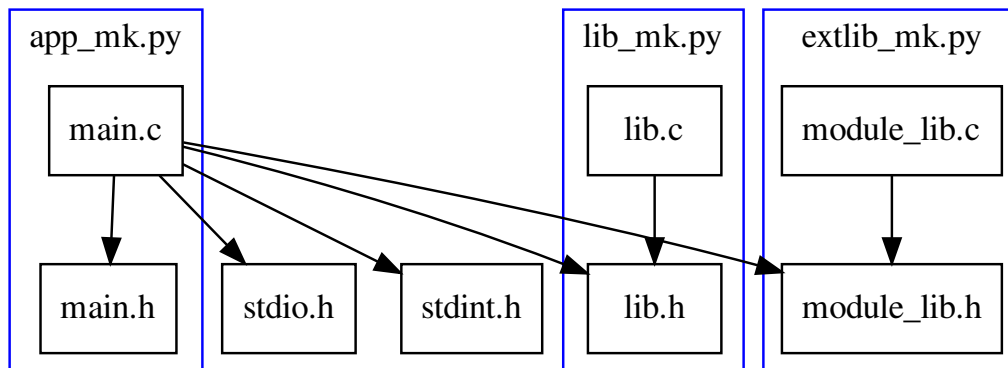 app_mk.py
lib_mk.py
extlib_mk.py
main.c
lib.c
module_lib.c
main.h
stdio.h
stdint.h
lib.h
module_lib.h